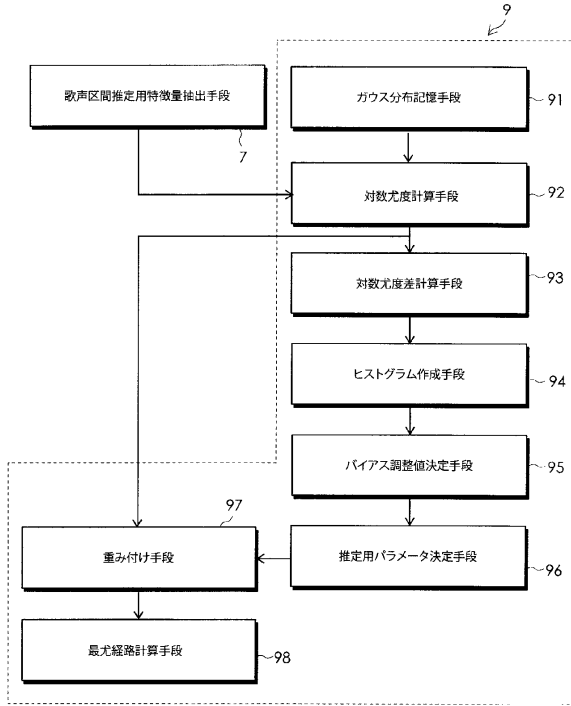 9
歌声区間推定用特徴量抽出手段
7
ガウス分布記憶手段
91
対数尤度計算手段
92
対数尤度差計算手段
93
ヒストグラム作成手段
94
バイアス調整値決定手段
95
推定用パラメータ決定手段
96
97
重み付け手段
最尤経路計算手段
98